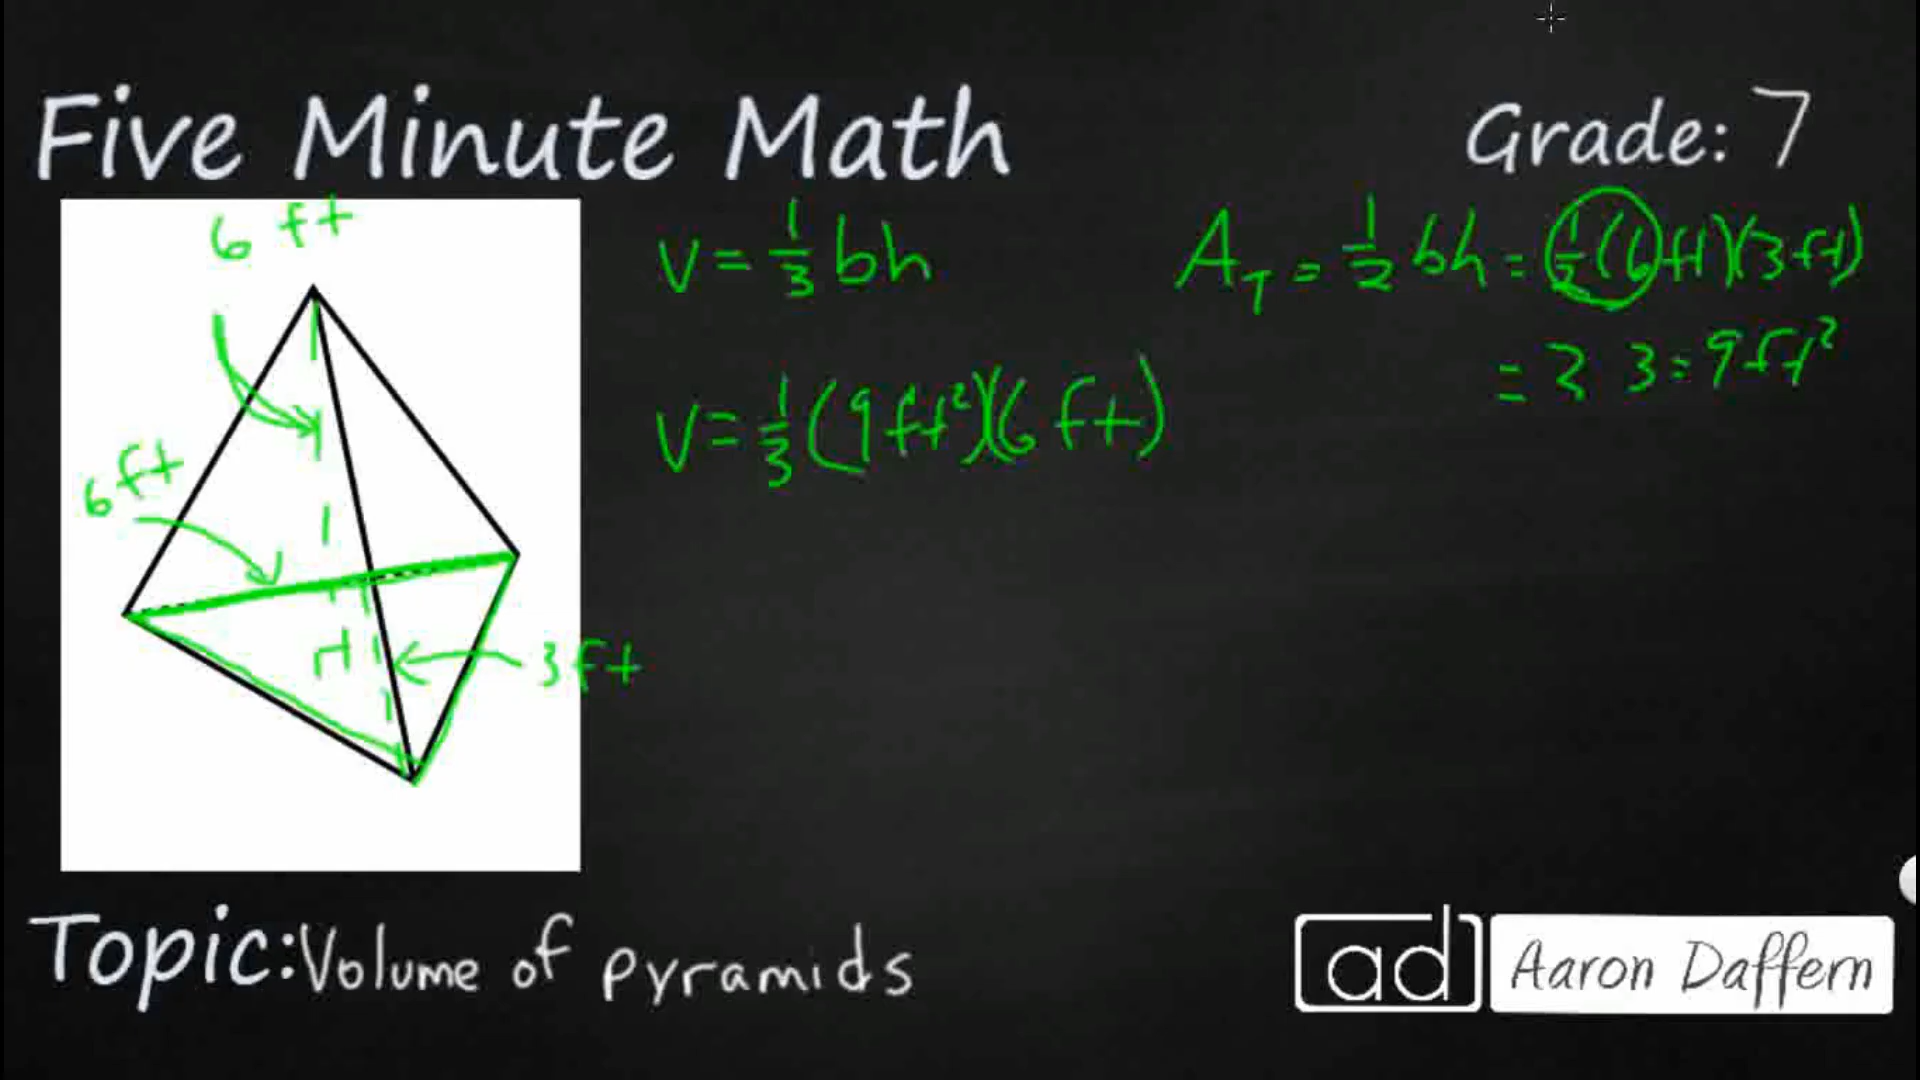 Five Minute Math
Grade: 7
6 ft
6 ft
3 ft
V = 1/3 bh
V = 1/3 (9 ft²)(6 ft)
A_T = 1/2 bh = 1/2 (6 ft)(3 ft)
= 3 3 = 9 ft²
Topic: Volume of pyramids
ad Aaron Daffern